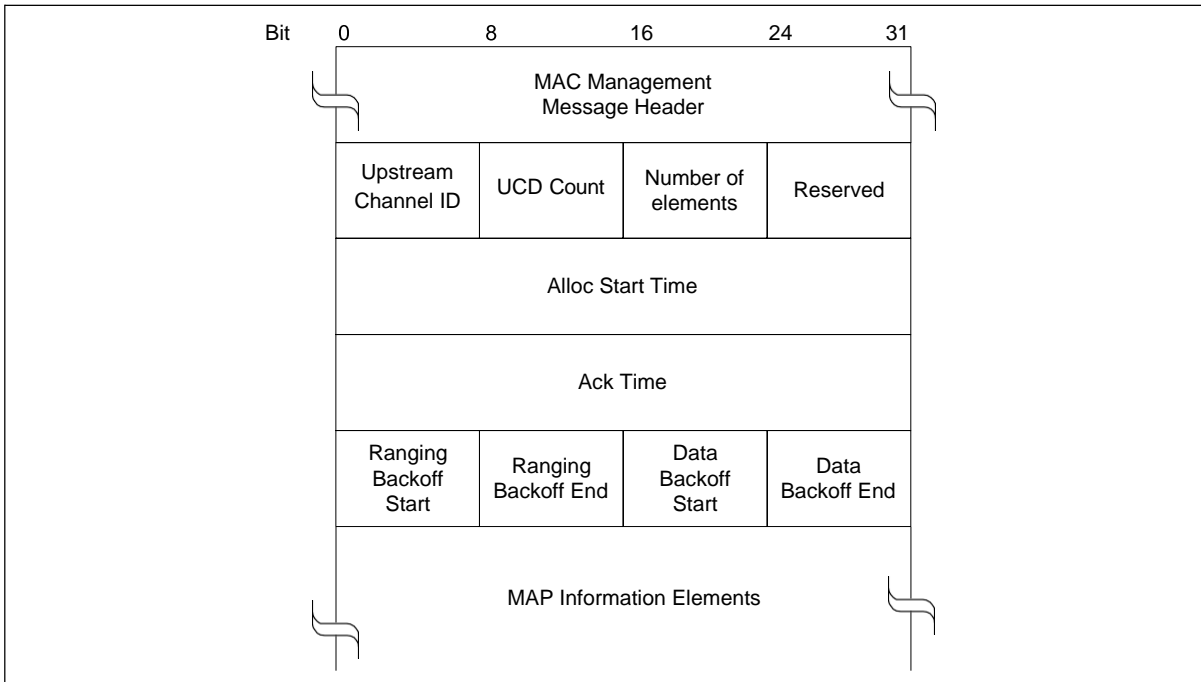 Bit 0 8 16 24 31
MAC Management
Message Header
Upstream
Channel ID
UCD Count
Number of
elements
Reserved
Alloc Start Time
Ack Time
Ranging
Backoff
Start
Ranging
Backoff End
Data
Backoff
Start
Data
Backoff End
MAP Information Elements